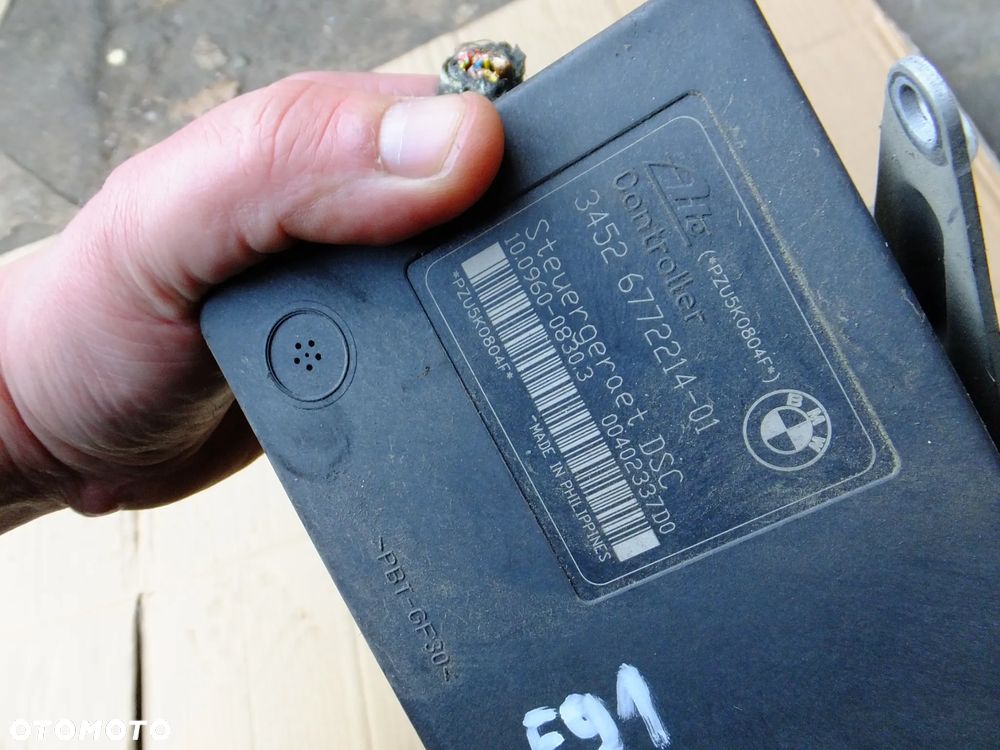 Ate (*PZU5K0804F*)
Controller
3452 6772214-01
BMW
Steuergeraet DSC
10.0960-0830.3 00402337D0
*PZU5K0804F* *MADE IN PHILIPPINES
>PBT-GF30<
E91
OTOMOTO